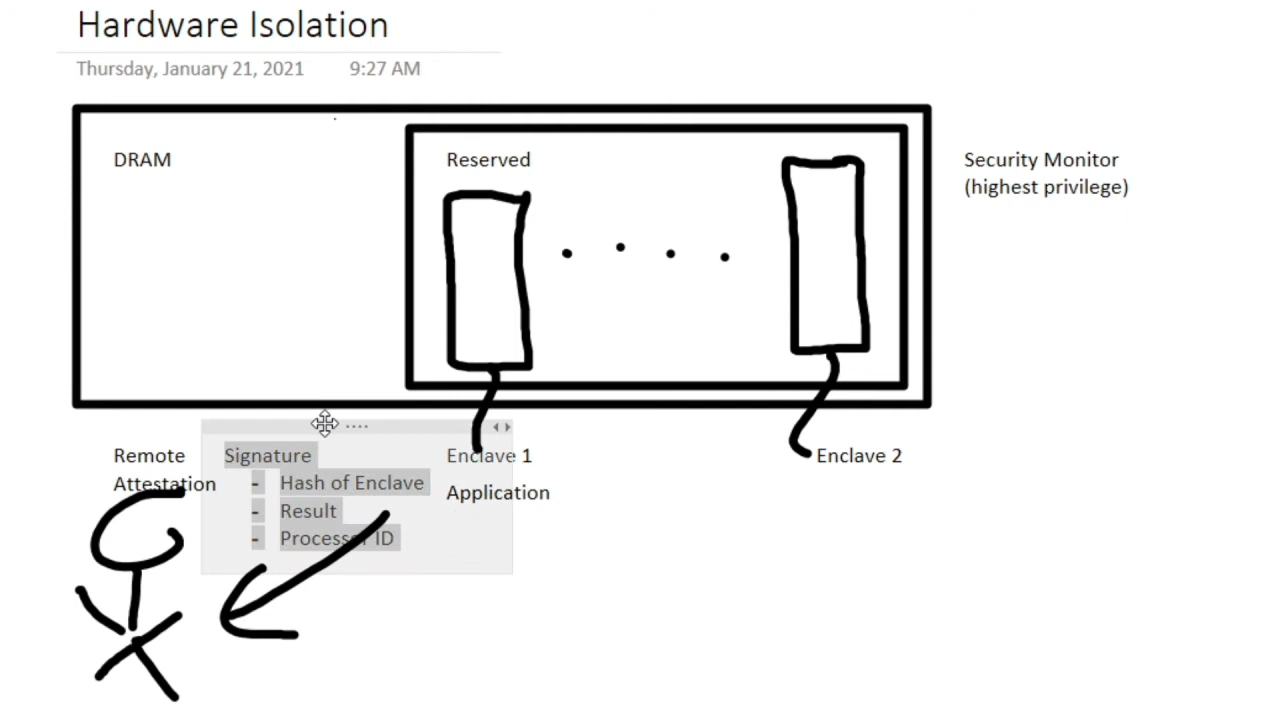 Hardware Isolation
Thursday, January 21, 2021 9:27 AM
DRAM
Reserved
Security Monitor
(highest privilege)
Remote
Attestation
Signature
- Hash of Enclave
- Result
- Processor ID
Enclave 1
Application
Enclave 2